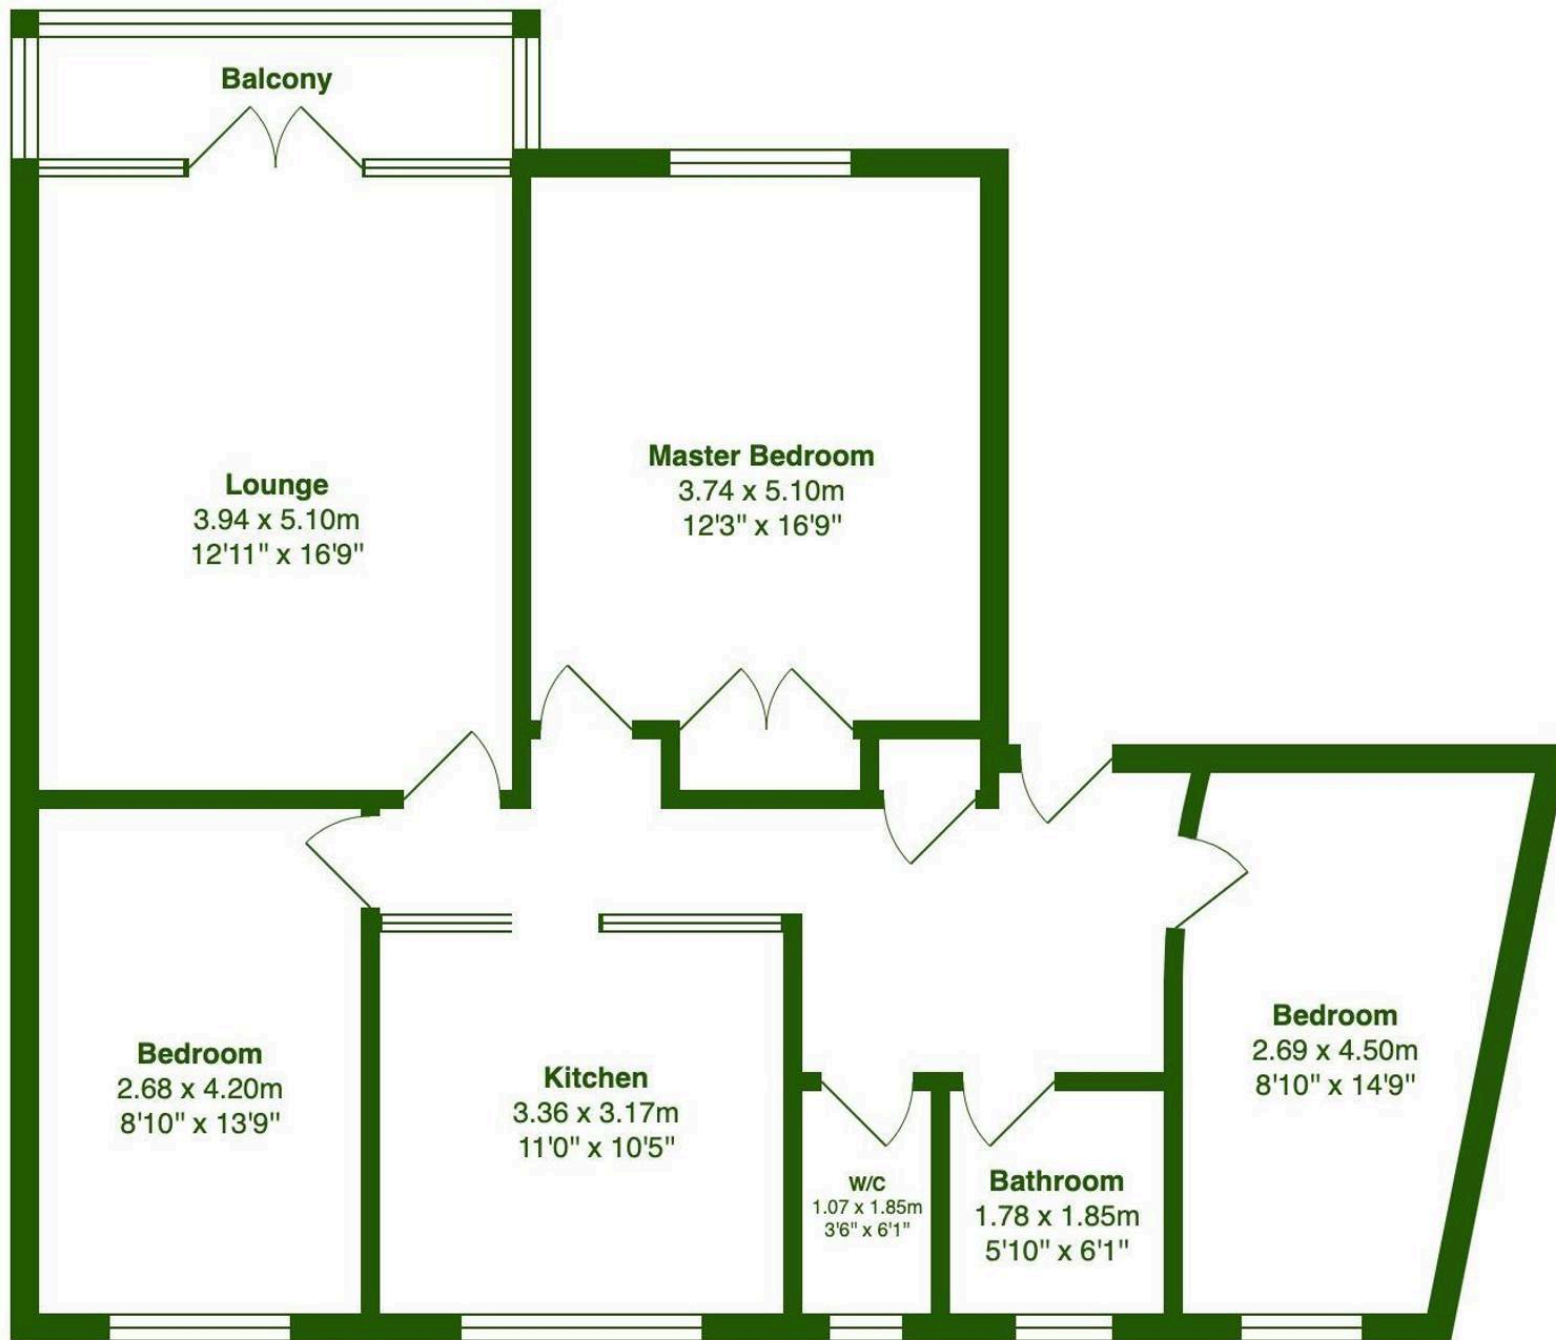 Balcony
Lounge
3.94 x 5.10m
12'11" x 16'9"
Master Bedroom
3.74 x 5.10m
12'3" x 16'9"
Bedroom
2.68 x 4.20m
8'10" x 13'9"
Kitchen
3.36 x 3.17m
11'0" x 10'5"
W/C
1.07 x 1.85m
3'6" x 6'1"
Bathroom
1.78 x 1.85m
5'10" x 6'1"
Bedroom
2.69 x 4.50m
8'10" x 14'9"